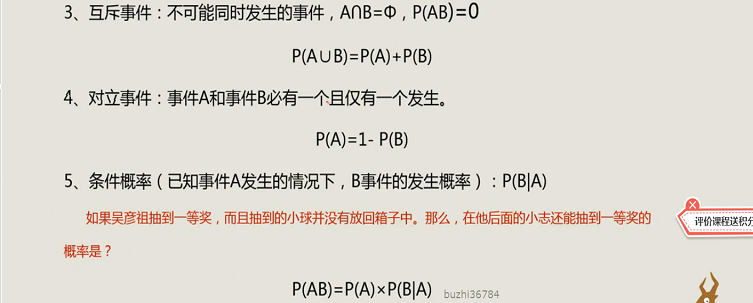 3、互斥事件：不可能同时发生的事件，A∩B=Φ，P(AB)=0
P(A∪B)=P(A)+P(B)
4、对立事件：事件A和事件B必有一个且仅有一个发生。
P(A)=1- P(B)
5、条件概率（已知事件A发生的情况下，B事件的发生概率）：P(B|A)
如果吴彦祖抽到一等奖，而且抽到的小球并没有放回箱子中。那么，在他后面的小志还能抽到一等奖的
概率是？
评价课程送积分
P(AB)=P(A)×P(B|A)
buzhi36784